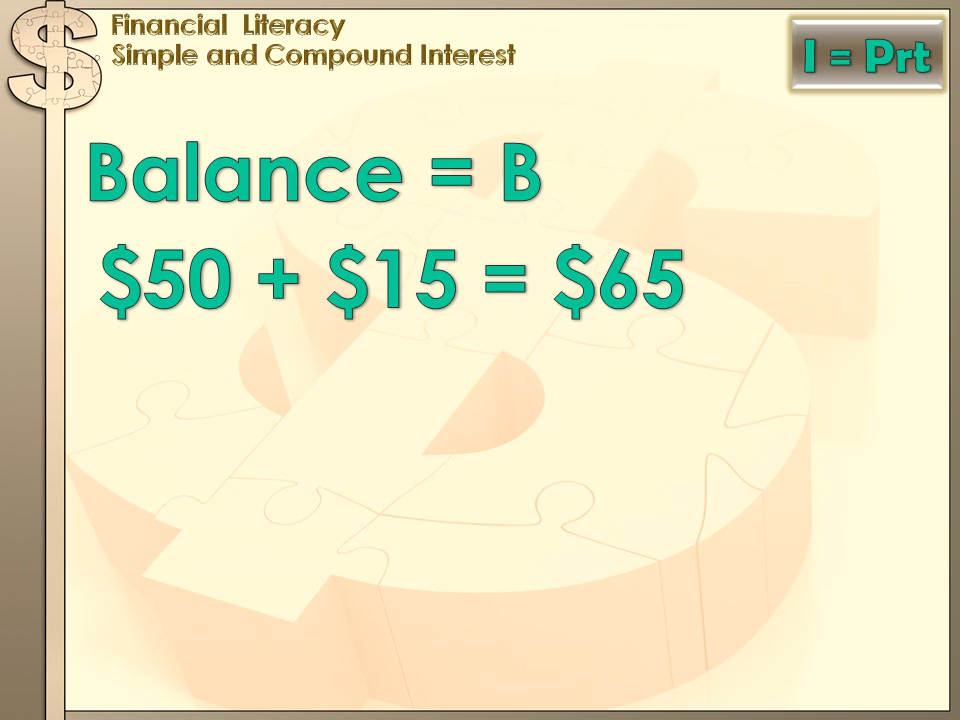 Financial Literacy
Simple and Compound Interest
I = Prt
Balance = B
$50 + $15 = $65